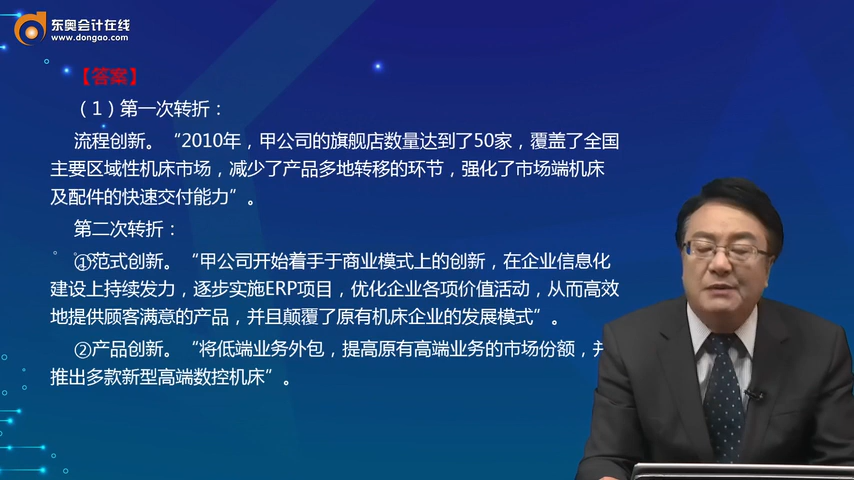 东奥会计在线
www.dongao.com
【答案】
（1）第一次转折：
流程创新。“2010年，甲公司的旗舰店数量达到了50家，覆盖了全国
主要区域性机床市场，减少了产品多地转移的环节，强化了市场端机床
及配件的快速交付能力”。
第二次转折：
①范式创新。“甲公司开始着手于商业模式上的创新，在企业信息化
建设上持续发力，逐步实施ERP项目，优化企业各项价值活动，从而高效
地提供顾客满意的产品，并且颠覆了原有机床企业的发展模式”。
②产品创新。“将低端业务外包，提高原有高端业务的市场份额，并
推出多款新型高端数控机床”。